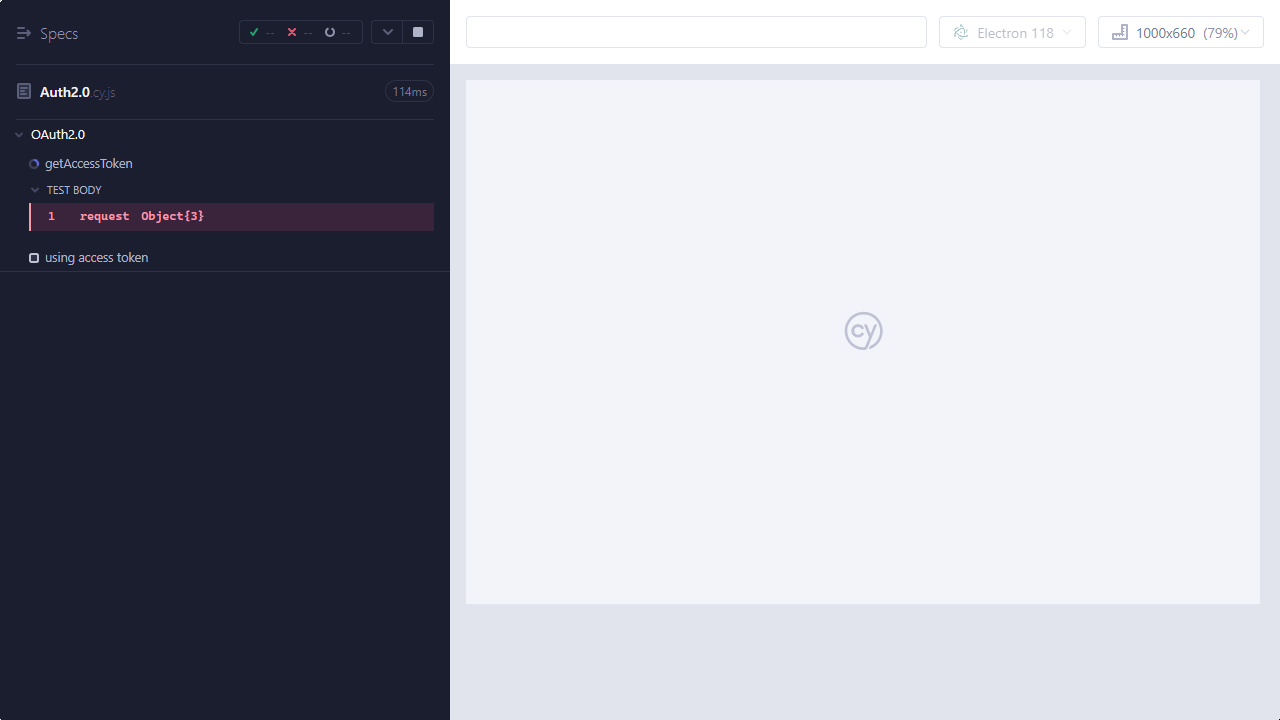 Specs
--
--
--
Electron 118
1000x660 (79%)
Auth2.0.cy.js
114ms
OAuth2.0
getAccessToken
TEST BODY
1 request Object{3}
using access token
cy